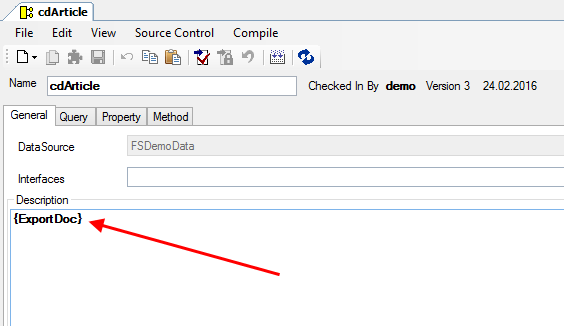 cdArticle
File Edit View Source Control Compile
Name cdArticle Checked In By demo Version 3 24.02.2016
General Query Property Method
DataSource FSDemoData
Interfaces
Description
{ExportDoc}